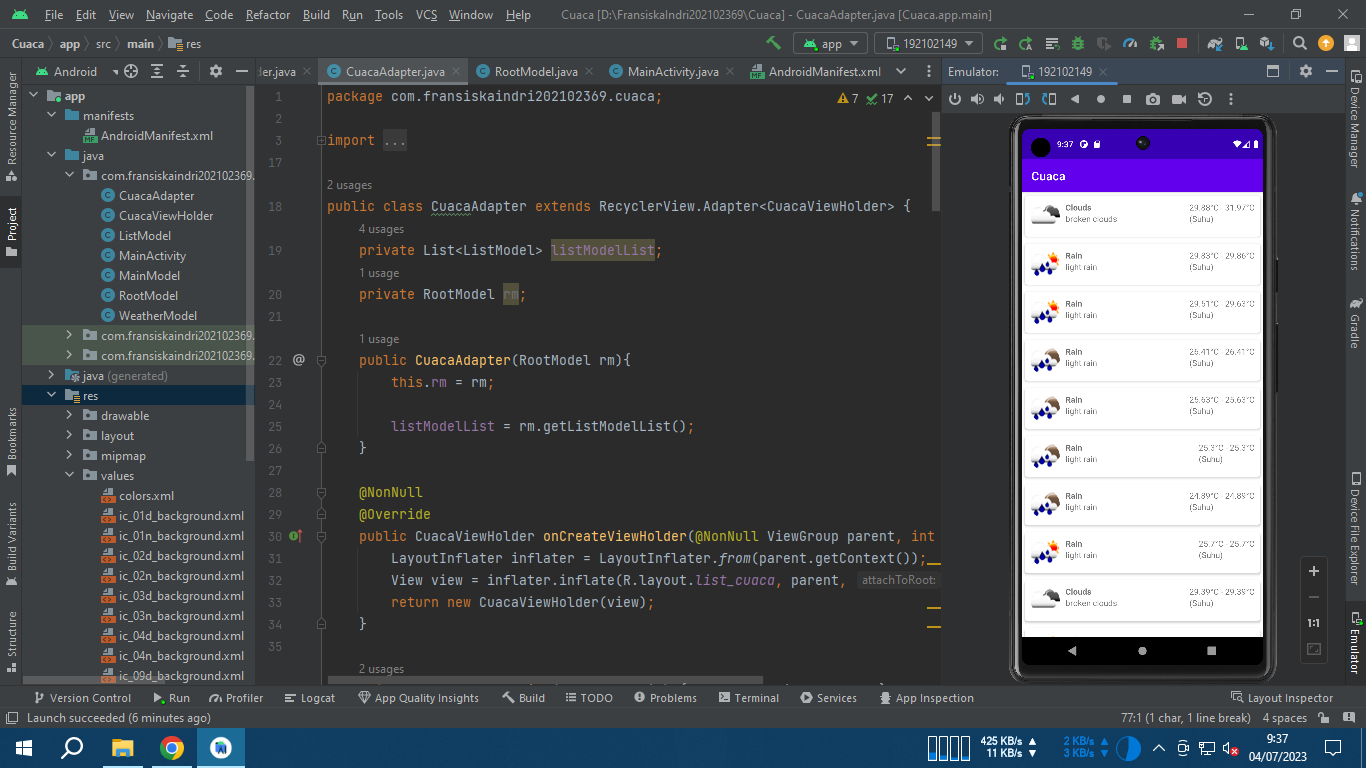 File Edit View Navigate Code Refactor Build Run Tools VCS Window Help Cuaca [D:\FransiskaIndri202102369\Cuaca] - CuacaAdapter.java [Cuaca.app.main]
Cuaca app src main res app 192102149
Android der.java CuacaAdapter.java RootModel.java MainActivity.java AndroidManifest.xml Emulator: 192102149
Resource Manager
Project
Bookmarks
Build Variants
Structure
app
manifests
AndroidManifest.xml
java
com.fransiskaindri202102369.
CuacaAdapter
CuacaViewHolder
ListModel
MainActivity
MainModel
RootModel
WeatherModel
com.fransiskaindri202102369.
com.fransiskaindri202102369.
java (generated)
res
drawable
layout
mipmap
values
colors.xml
ic_01d_background.xml
ic_01n_background.xml
ic_02d_background.xml
ic_02n_background.xml
ic_03d_background.xml
ic_03n_background.xml
ic_04d_background.xml
ic_04n_background.xml
ic_09d_background.xml
7 17
1 package com.fransiskaindri202102369.cuaca;
2
3 import ...
17
2 usages
18 public class CuacaAdapter extends RecyclerView.Adapter<CuacaViewHolder> {
4 usages
19 private List<ListModel> listModelList;
1 usage
20 private RootModel rm;
21
1 usage
22 @ public CuacaAdapter(RootModel rm){
23 this.rm = rm;
24
25 listModelList = rm.getListModelList();
26 }
27
28 @NonNull
29 @Override
30 public CuacaViewHolder onCreateViewHolder(@NonNull ViewGroup parent, int
31 LayoutInflater inflater = LayoutInflater.from(parent.getContext());
32 View view = inflater.inflate(R.layout.list_cuaca, parent, attachToRoot:
33 return new CuacaViewHolder(view);
34 }
35
2 usages
9:37
Cuaca
Clouds 29.88°C - 31.97°C
broken clouds (Suhu)
Rain 29.83°C - 29.86°C
light rain (Suhu)
Rain 29.51°C - 29.63°C
light rain (Suhu)
Rain 26.41°C - 26.41°C
light rain (Suhu)
Rain 25.63°C - 25.63°C
light rain (Suhu)
Rain 25.3°C - 25.3°C
light rain (Suhu)
Rain 24.89°C - 24.89°C
light rain (Suhu)
Rain 25.7°C - 25.7°C
light rain (Suhu)
Clouds 29.39°C - 29.39°C
broken clouds (Suhu)
1:1
Device Manager
Notifications
Gradle
Device File Explorer
Emulator
Version Control Run Profiler Logcat App Quality Insights Build TODO Problems Terminal Services App Inspection Layout Inspector
Launch succeeded (6 minutes ago) 77:1 (1 char, 1 line break) 4 spaces
425 KB/s 2 KB/s 9:37
11 KB/s 3 KB/s 04/07/2023